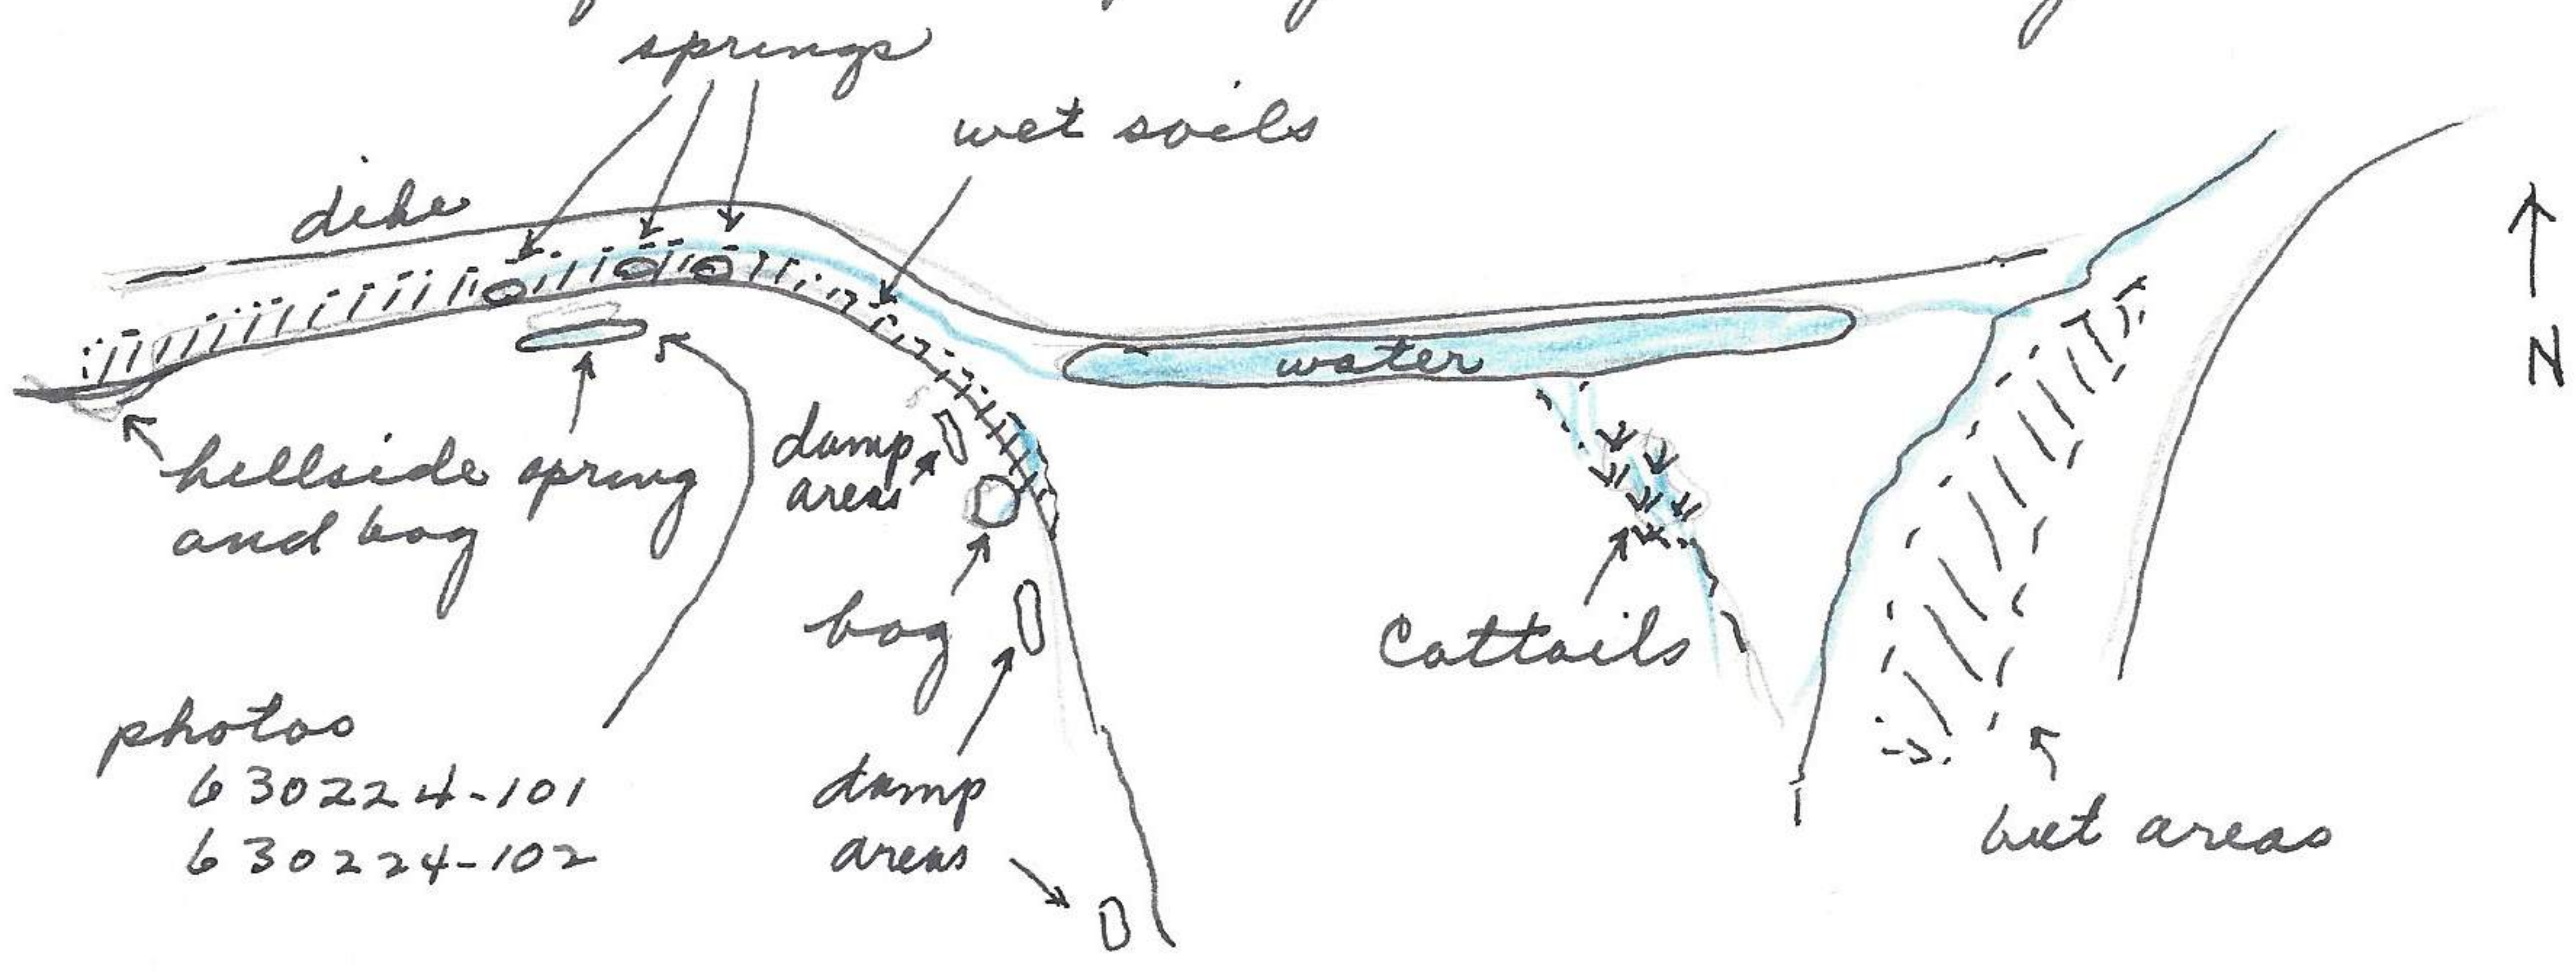 springs
wet soils
dike
water
N
hillside spring
and bog
damp
areas
bog
Cattails
photos
630224-101
630224-102
damp
areas
wet areas